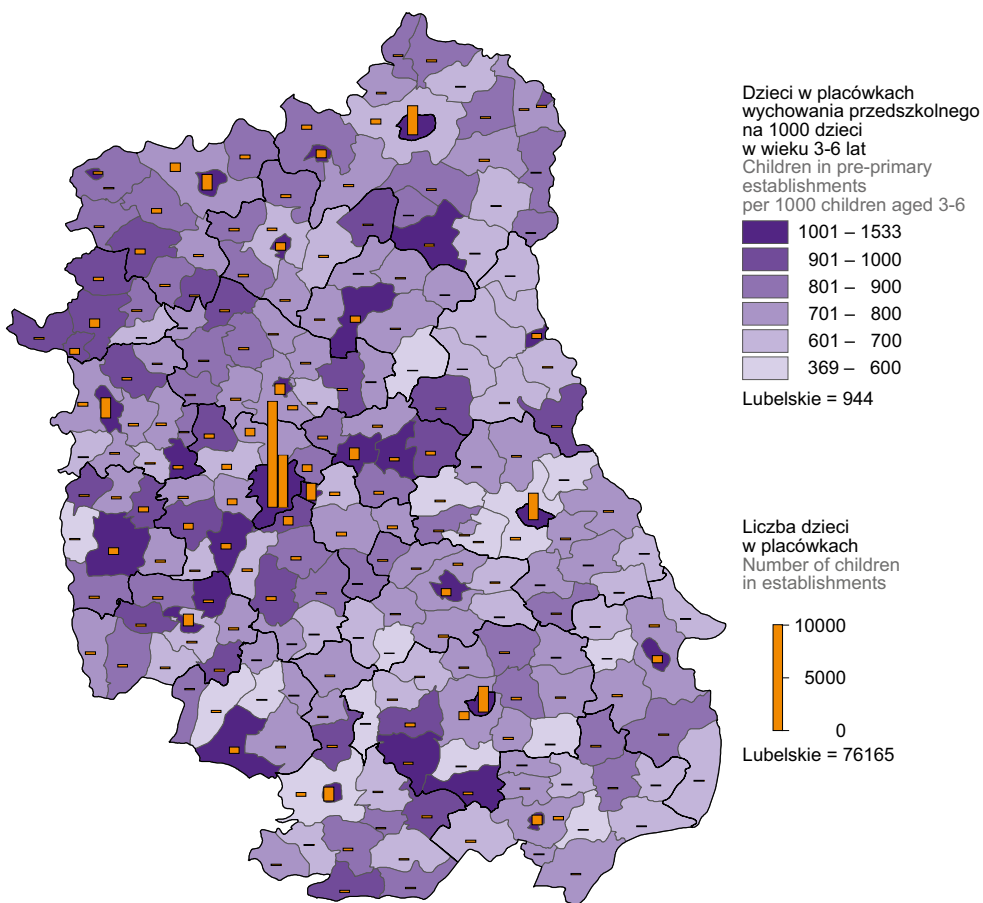 Dzieci w placówkach
wychowania przedszkolnego
na 1000 dzieci
w wieku 3-6 lat
Children in pre-primary
establishments
per 1000 children aged 3-6
1001 – 1533
901 – 1000
801 – 900
701 – 800
601 – 700
369 – 600
Lubelskie = 944
Liczba dzieci
w placówkach
Number of children
in establishments
10000
5000
0
Lubelskie = 76165